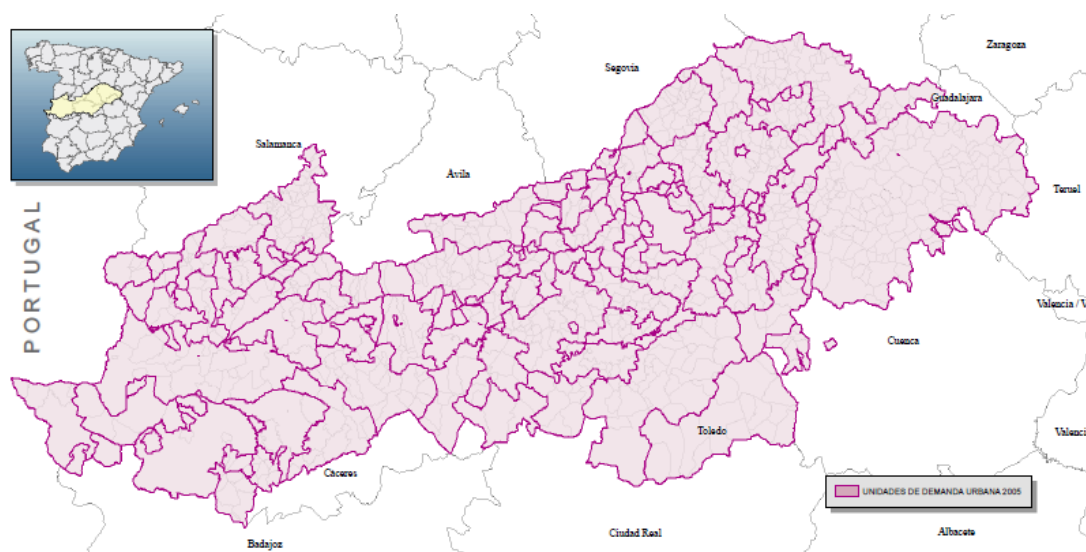 Zaragoza
Segovia
Guadalajara
Salamanca
Avila
Teruel
PORTUGAL
Valencia / V
Cuenca
Toledo
Valenci
Cáceres
UNIDADES DE DEMANDA URBANA 2005
Ciudad Real
Albacete
Badajoz